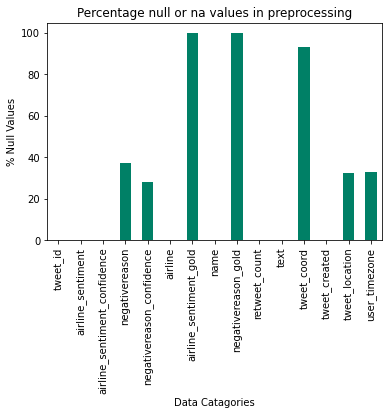 Percentage null or na values in preprocessing
% Null Values
100
80
60
40
20
0
tweet_id
airline_sentiment
airline_sentiment_confidence
negativereason
negativereason_confidence
airline
airline_sentiment_gold
name
negativereason_gold
retweet_count
text
tweet_coord
tweet_created
tweet_location
user_timezone
Data Catagories